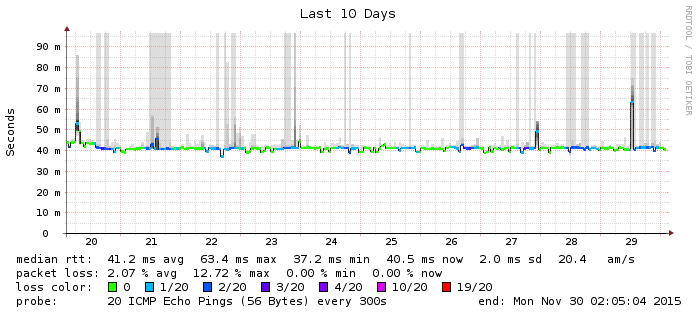 Last 10 Days
RRDTOOL / TOBI OETIKER
Seconds
90 m
80 m
70 m
60 m
50 m
40 m
30 m
20 m
10 m
0
20 21 22 23 24 25 26 27 28 29
median rtt: 41.2 ms avg 63.4 ms max 37.2 ms min 40.5 ms now 2.0 ms sd 20.4 am/s
packet loss: 2.07 % avg 12.72 % max 0.00 % min 0.00 % now
loss color: 0 1/20 2/20 3/20 4/20 10/20 19/20
probe: 20 ICMP Echo Pings (56 Bytes) every 300s end: Mon Nov 30 02:05:04 2015